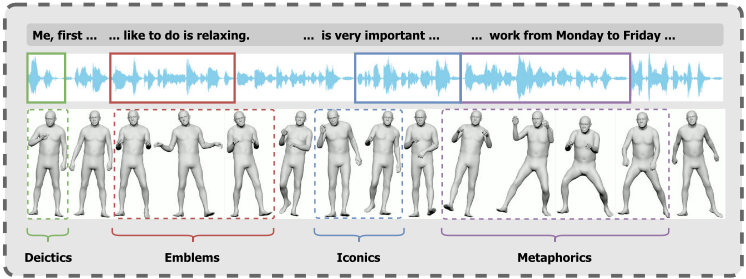 Me, first ... ... like to do is relaxing. ... is very important ... ... work from Monday to Friday ...
Deictics Emblems Iconics Metaphorics